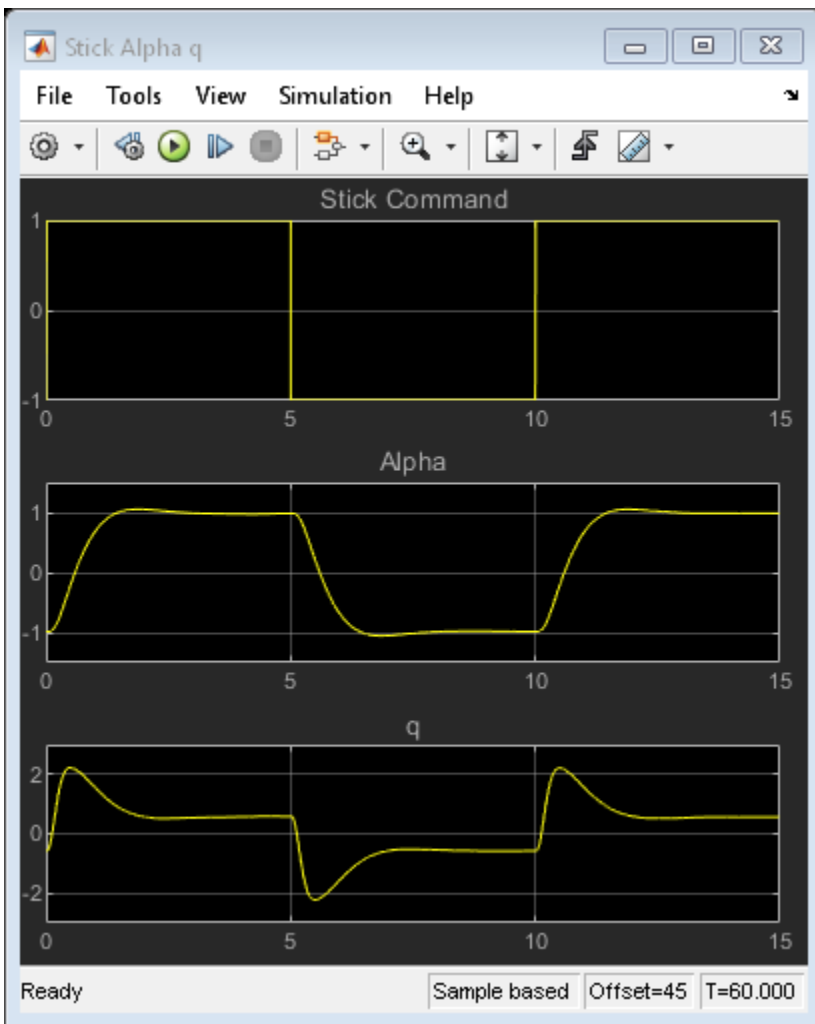 Stick Alpha q
File Tools View Simulation Help
Stick Command
1
0
-1
0 5 10 15
Alpha
1
0
-1
0 5 10 15
q
2
0
-2
0 5 10 15
Ready Sample based Offset=45 T=60.000